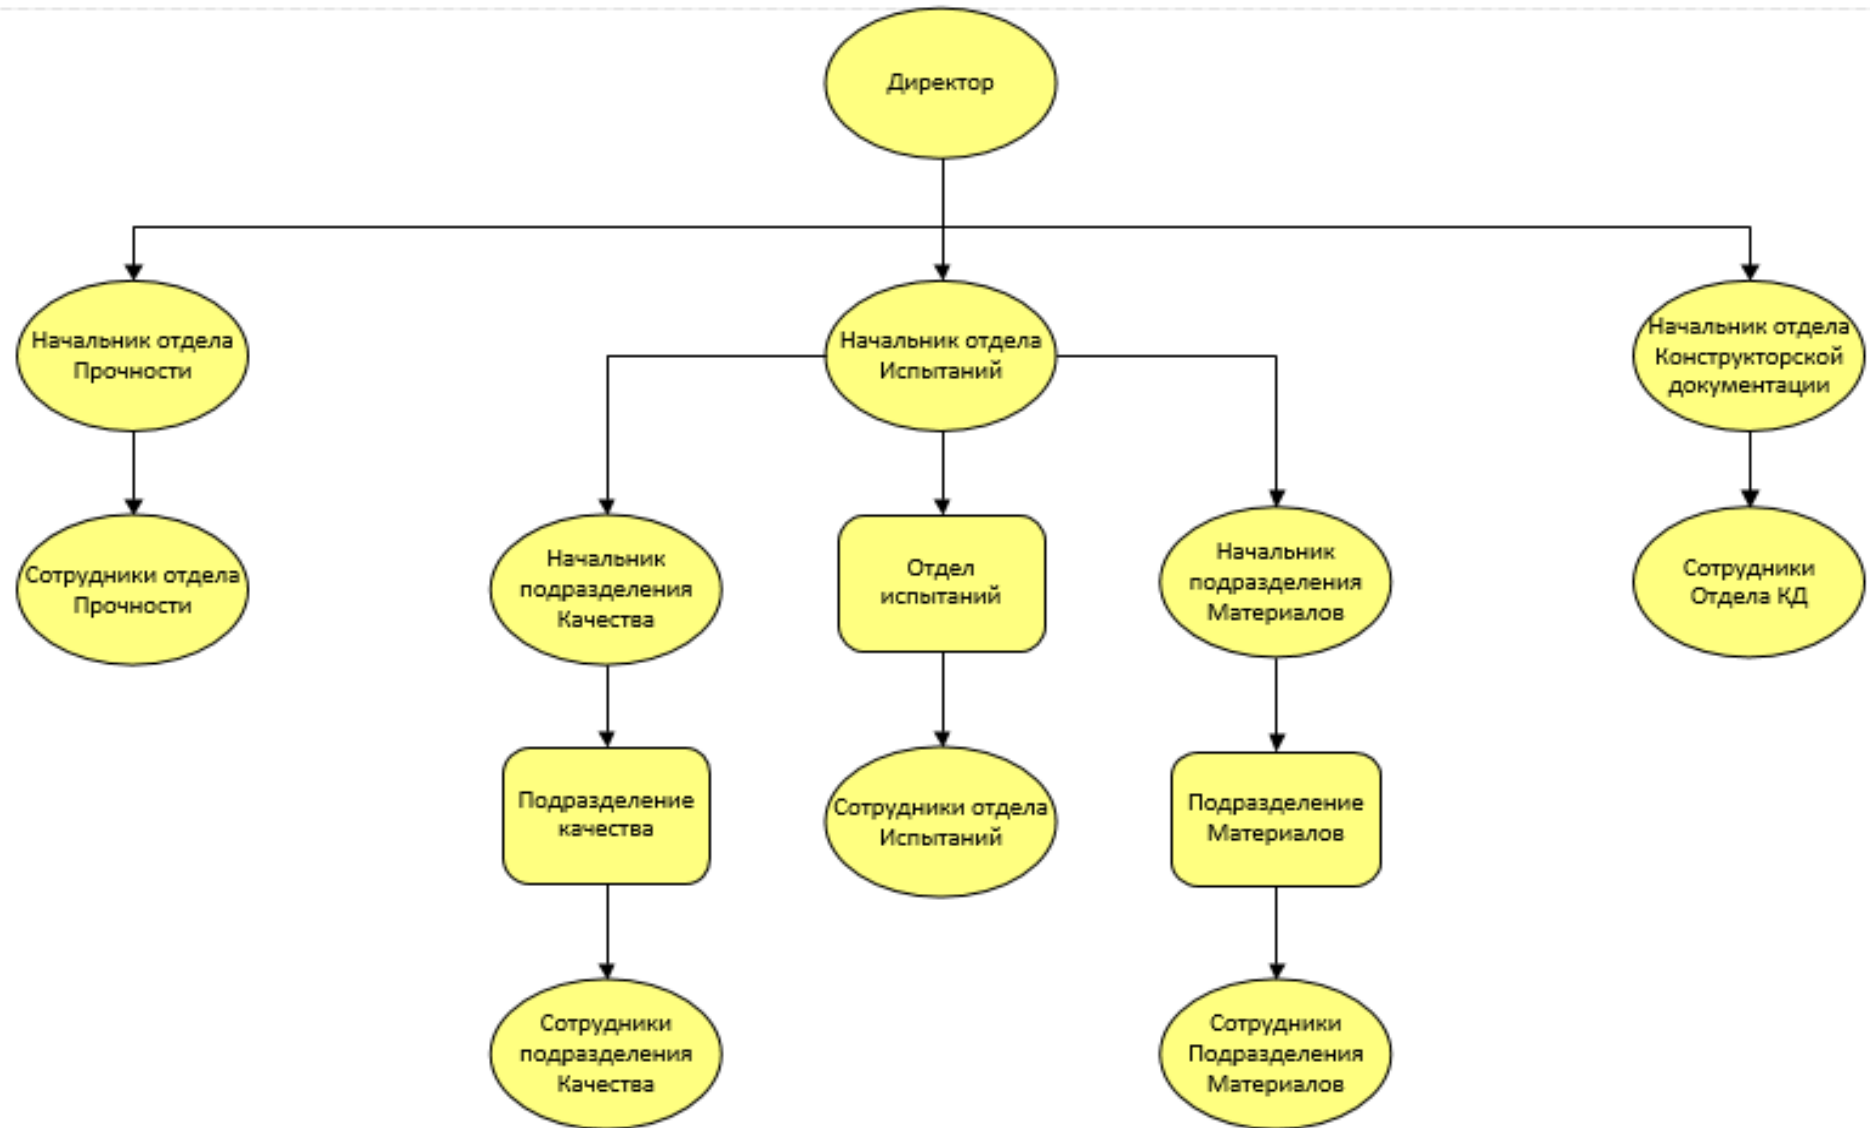 Директор
Начальник отдела
Прочности
Начальник отдела
Испытаний
Начальник отдела
Конструкторской
документации
Сотрудники отдела
Прочности
Начальник
подразделения
Качества
Отдел
испытаний
Начальник
подразделения
Материалов
Сотрудники
Отдела КД
Подразделение
качества
Сотрудники отдела
Испытаний
Подразделение
Материалов
Сотрудники
подразделения
Качества
Сотрудники
Подразделения
Материалов